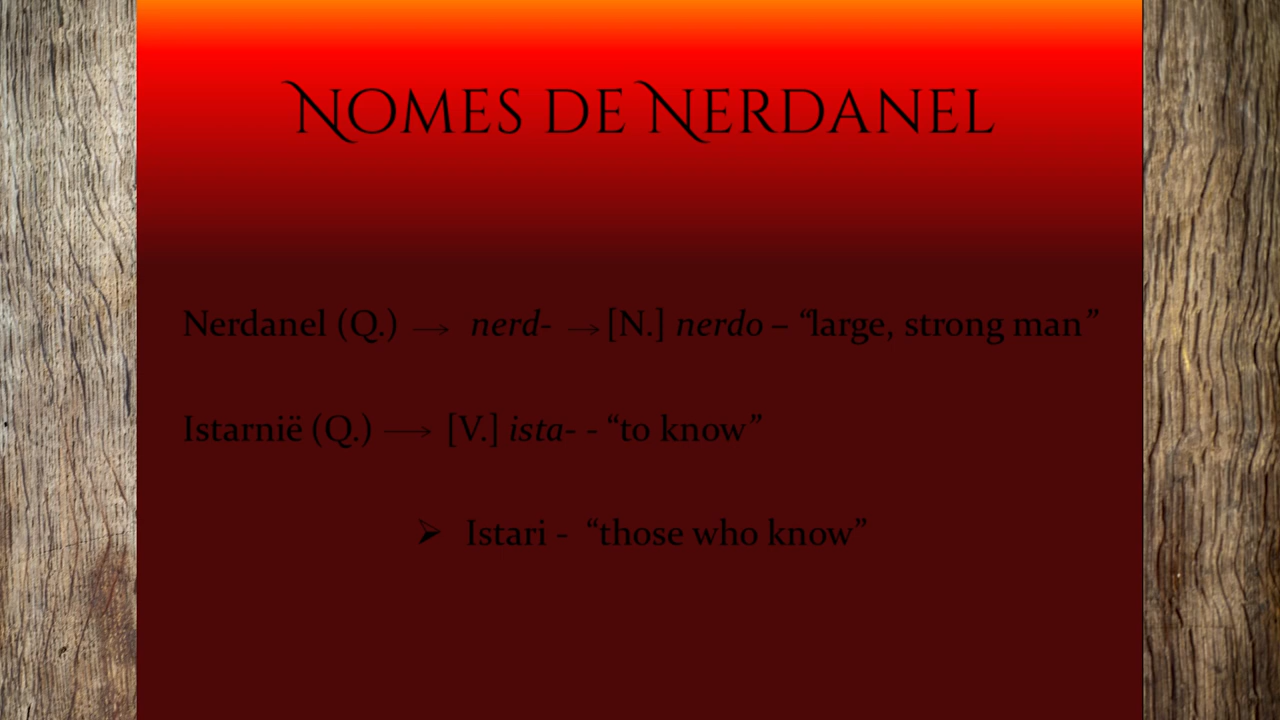 Nomes de Nerdanel
Nerdanel (Q.) → nerd- → [N.] nerdo – “large, strong man”
Istarnië (Q.) → [V.] ista- - “to know”
➢ Istari - “those who know”